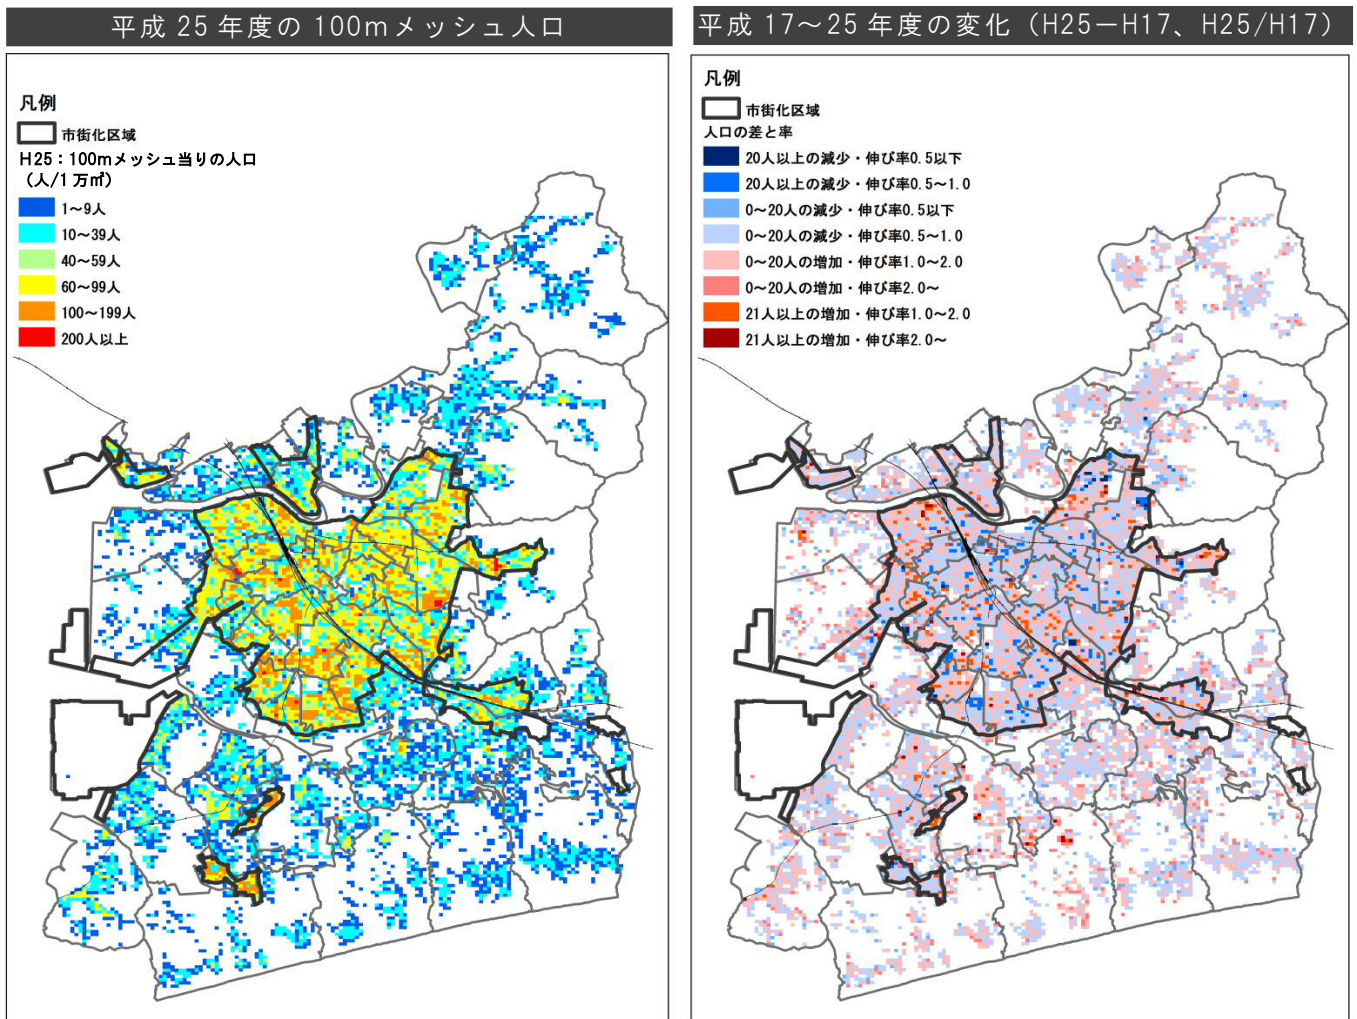 平成 25 年度の 100mメッシュ人口
凡例
市街化区域
H25：100mメッシュ当りの人口
（人/1 万㎡）
1～9人
10～39人
40～59人
60～99人
100～199人
200人以上
平成 17～25 年度の変化（H25－H17、H25/H17）
凡例
市街化区域
人口の差と率
20人以上の減少・伸び率0.5以下
20人以上の減少・伸び率0.5～1.0
0～20人の減少・伸び率0.5以下
0～20人の減少・伸び率0.5～1.0
0～20人の増加・伸び率1.0～2.0
0～20人の増加・伸び率2.0～
21人以上の増加・伸び率1.0～2.0
21人以上の増加・伸び率2.0～